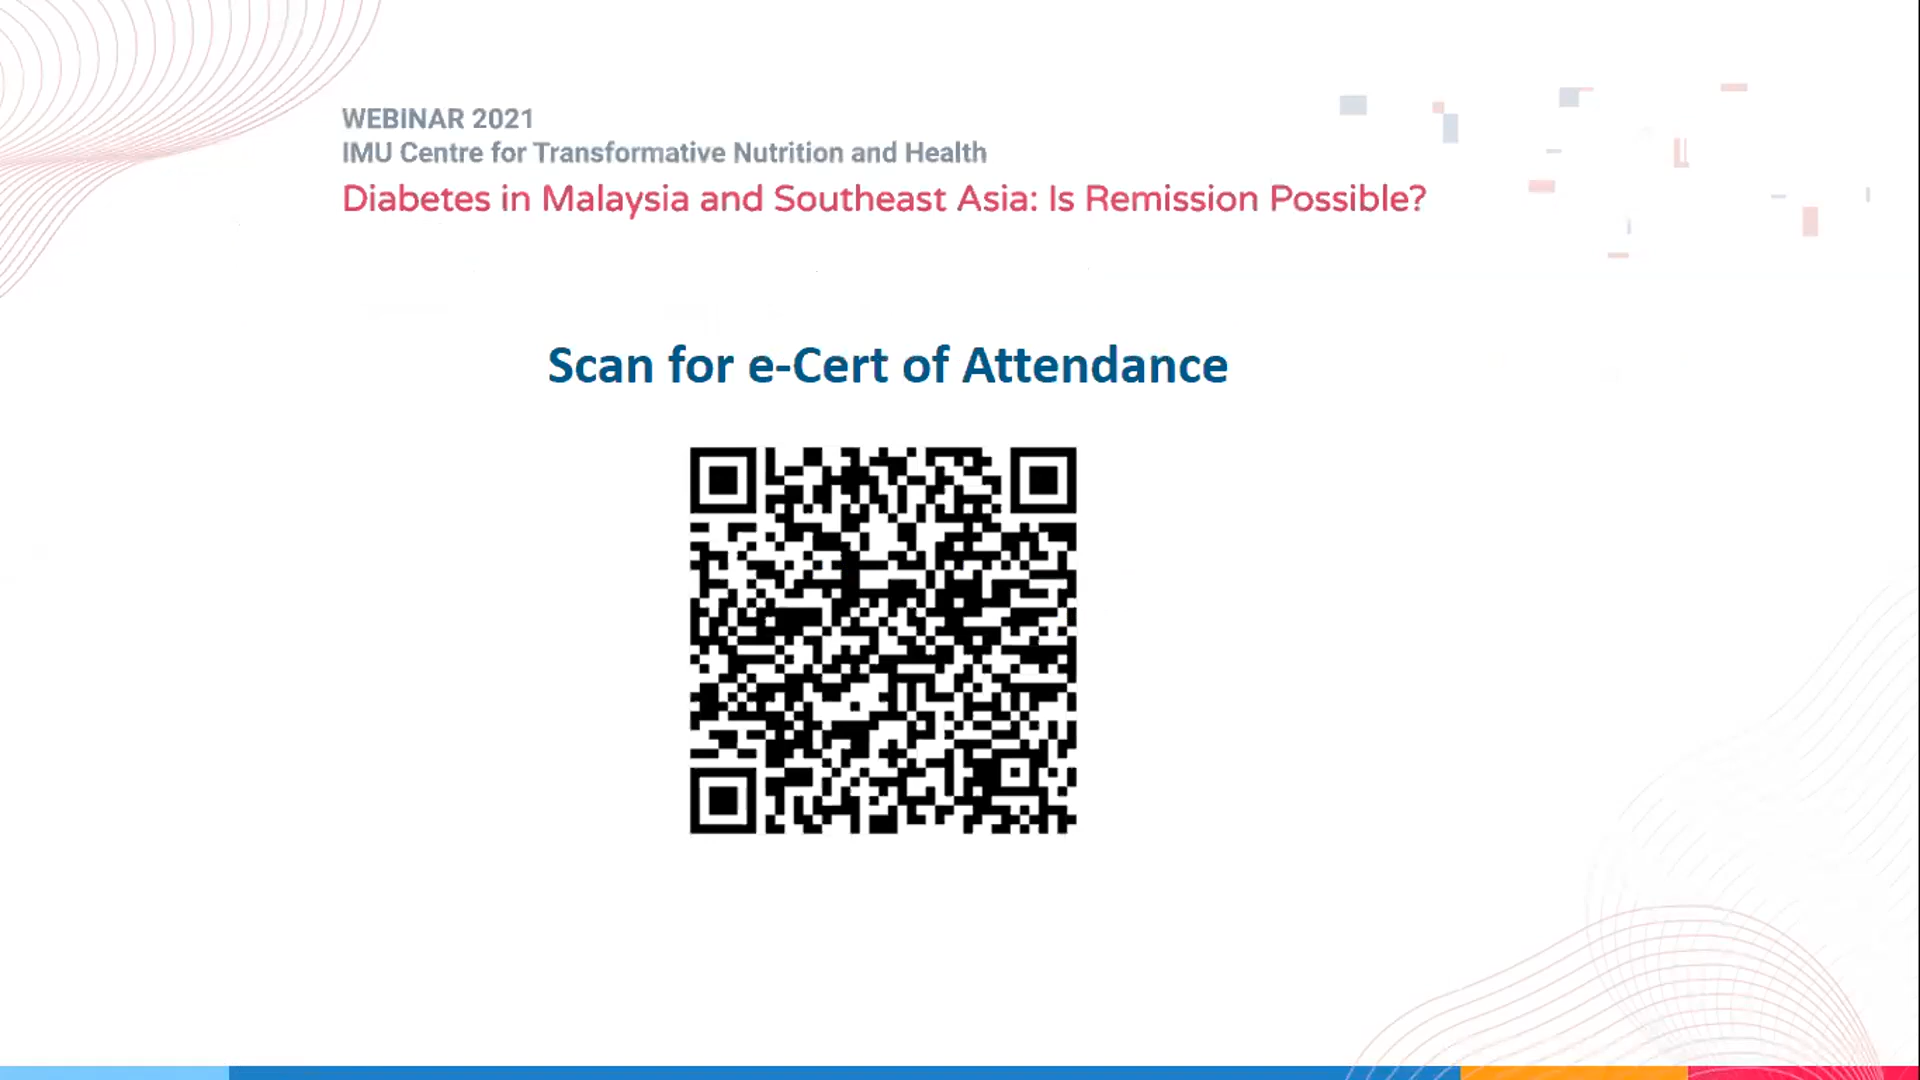 WEBINAR 2021
IMU Centre for Transformative Nutrition and Health
Diabetes in Malaysia and Southeast Asia: Is Remission Possible?
Scan for e-Cert of Attendance